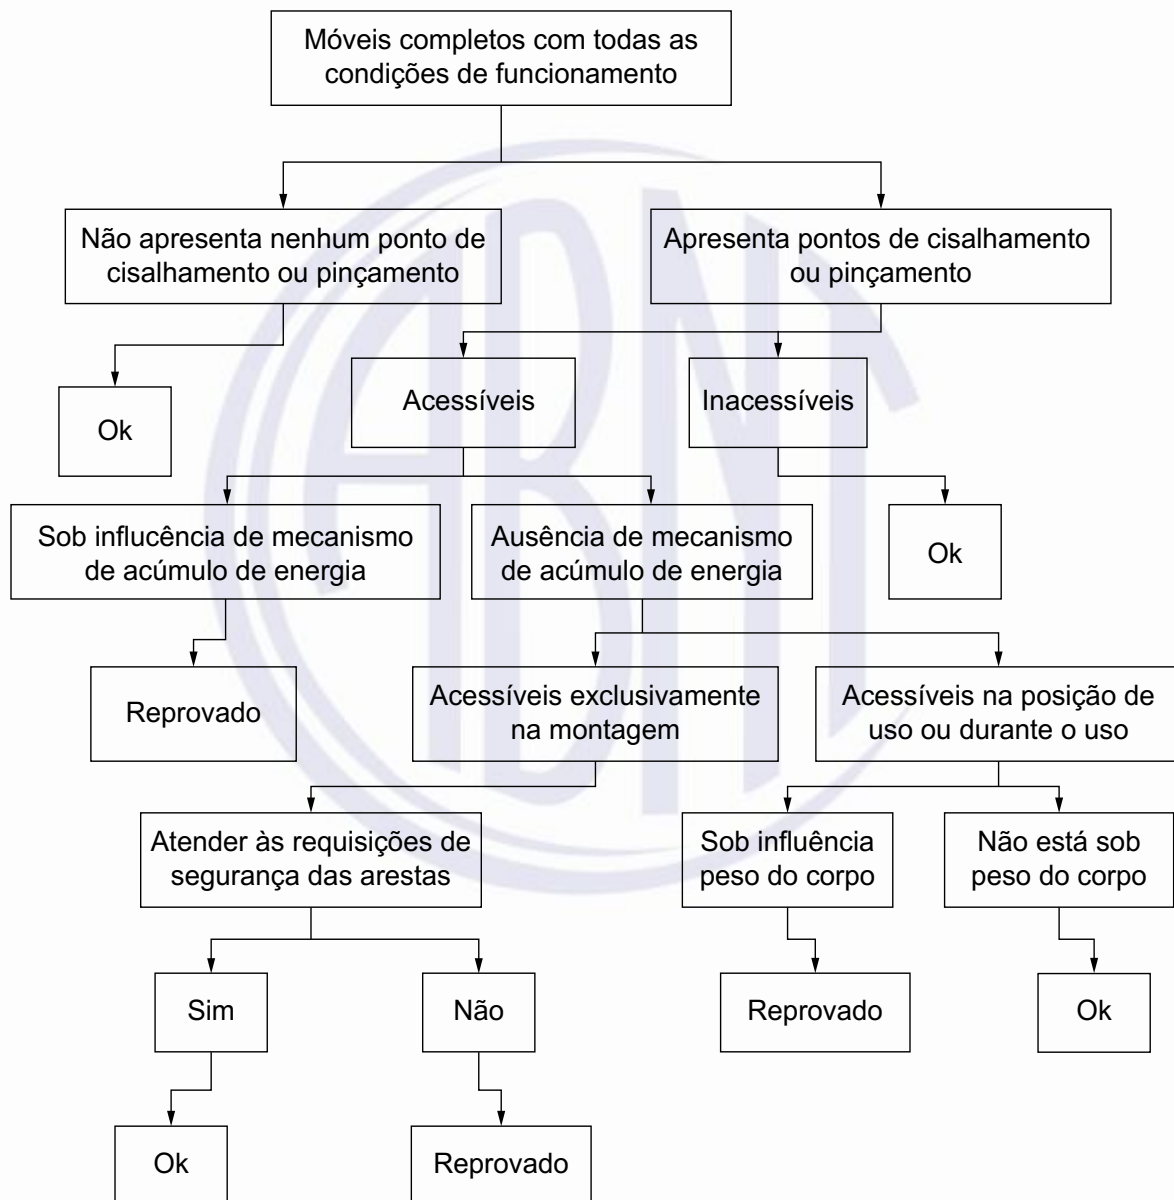 Móveis completos com todas as
condições de funcionamento
Não apresenta nenhum ponto de
cisalhamento ou pinçamento
Apresenta pontos de cisalhamento
ou pinçamento
Ok
Acessíveis
Inacessíveis
Sob influcência de mecanismo
de acúmulo de energia
Ausência de mecanismo
de acúmulo de energia
Ok
Reprovado
Acessíveis exclusivamente
na montagem
Acessíveis na posição de
uso ou durante o uso
Atender às requisições de
segurança das arestas
Sob influência
peso do corpo
Não está sob
peso do corpo
Sim
Não
Reprovado
Ok
Ok
Reprovado
ABNT